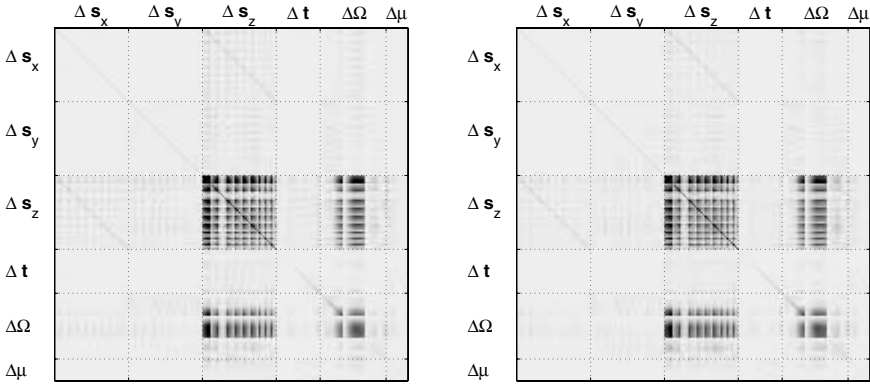 Δ s_x Δ s_y Δ s_z Δ t ΔΩ Δμ
Δ s_x
Δ s_y
Δ s_z
Δ t
ΔΩ
Δμ
Δ s_x Δ s_y Δ s_z Δ t ΔΩ Δμ
Δ s_x
Δ s_y
Δ s_z
Δ t
ΔΩ
Δμ